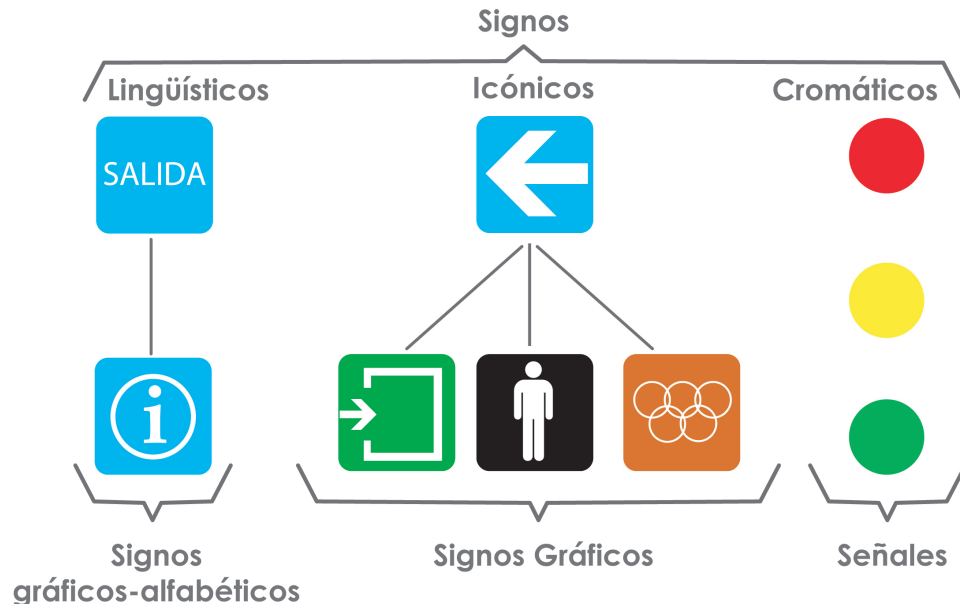 Signos
Lingüísticos
Icónicos
Cromáticos
SALIDA
i
Signos
gráficos-alfabéticos
Signos Gráficos
Señales